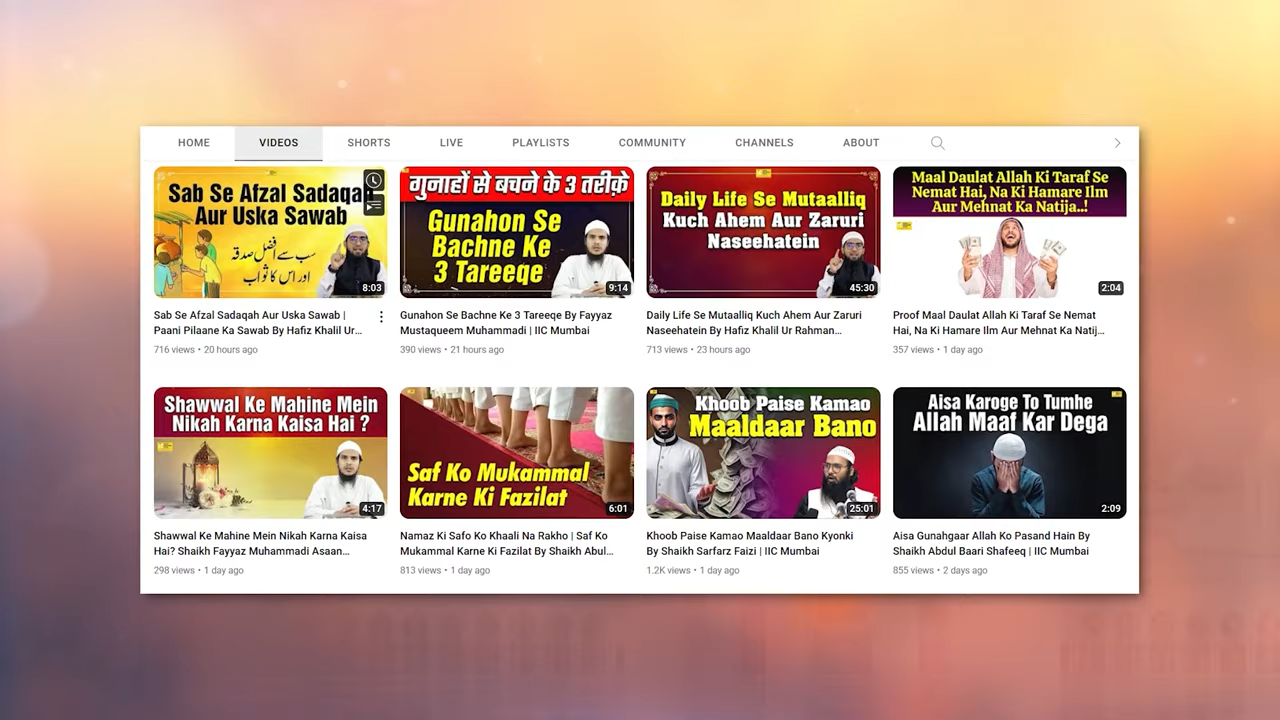 HOME VIDEOS SHORTS LIVE PLAYLISTS COMMUNITY CHANNELS ABOUT
Sab Se Afzal Sadaqah
Aur Uska Sawab
سب سے افضل صدقہ
اور اس کا ثواب
8:03
गुनाहों से बचने के 3 तरीक़े
Gunahon Se
Bachne Ke
3 Tareeqe
9:14
Daily Life Se Mutaalliq
Kuch Ahem Aur Zaruri
Naseehatein
45:30
Maal Daulat Allah Ki Taraf Se
Nemat Hai, Na Ki Hamare Ilm
Aur Mehnat Ka Natija..!
2:04
Sab Se Afzal Sadaqah Aur Uska Sawab |
Paani Pilaane Ka Sawab By Hafiz Khalil Ur...
716 views • 20 hours ago
Gunahon Se Bachne Ke 3 Tareeqe By Fayyaz
Mustaqueem Muhammadi | IIC Mumbai
390 views • 21 hours ago
Daily Life Se Mutaalliq Kuch Ahem Aur Zaruri
Naseehatein By Hafiz Khalil Ur Rahman...
713 views • 23 hours ago
Proof Maal Daulat Allah Ki Taraf Se Nemat
Hai, Na Ki Hamare Ilm Aur Mehnat Ka Natij...
357 views • 1 day ago
Shawwal Ke Mahine Mein
Nikah Karna Kaisa Hai ?
4:17
Saf Ko Mukammal
Karne Ki Fazilat
6:01
Khoob Paise Kamao
Maaldaar Bano
25:01
Aisa Karoge To Tumhe
Allah Maaf Kar Dega
2:09
Shawwal Ke Mahine Mein Nikah Karna Kaisa
Hai? Shaikh Fayyaz Muhammadi Asaan...
298 views • 1 day ago
Namaz Ki Safo Ko Khaali Na Rakho | Saf Ko
Mukammal Karne Ki Fazilat By Shaikh Abul...
813 views • 1 day ago
Khoob Paise Kamao Maaldaar Bano Kyonki
By Shaikh Sarfarz Faizi | IIC Mumbai
1.2K views • 1 day ago
Aisa Gunahgaar Allah Ko Pasand Hain By
Shaikh Abdul Baari Shafeeq | IIC Mumbai
855 views • 2 days ago